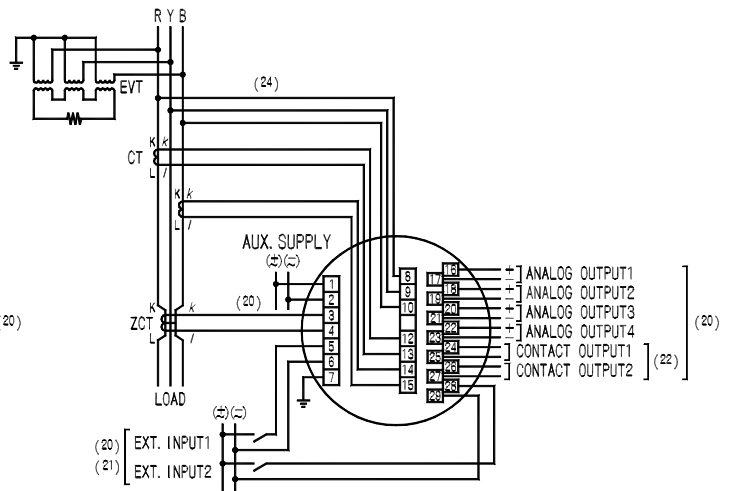 R Y B
EVT
(24)
K k
CT
L l
K k
L l
AUX. SUPPLY
(±)(−)
(20)
K k
ZCT
L l
(20)
LOAD
1
2
3
4
5
6
7
8
9
10
12
13
14
15
16
17
18
19
20
21
22
23
24
25
26
27
28
29
+ ANALOG OUTPUT1
−
+ ANALOG OUTPUT2
−
+ ANALOG OUTPUT3
−
+ ANALOG OUTPUT4
−
CONTACT OUTPUT1
CONTACT OUTPUT2
(22)
(20)
(20) EXT. INPUT1
(21) EXT. INPUT2